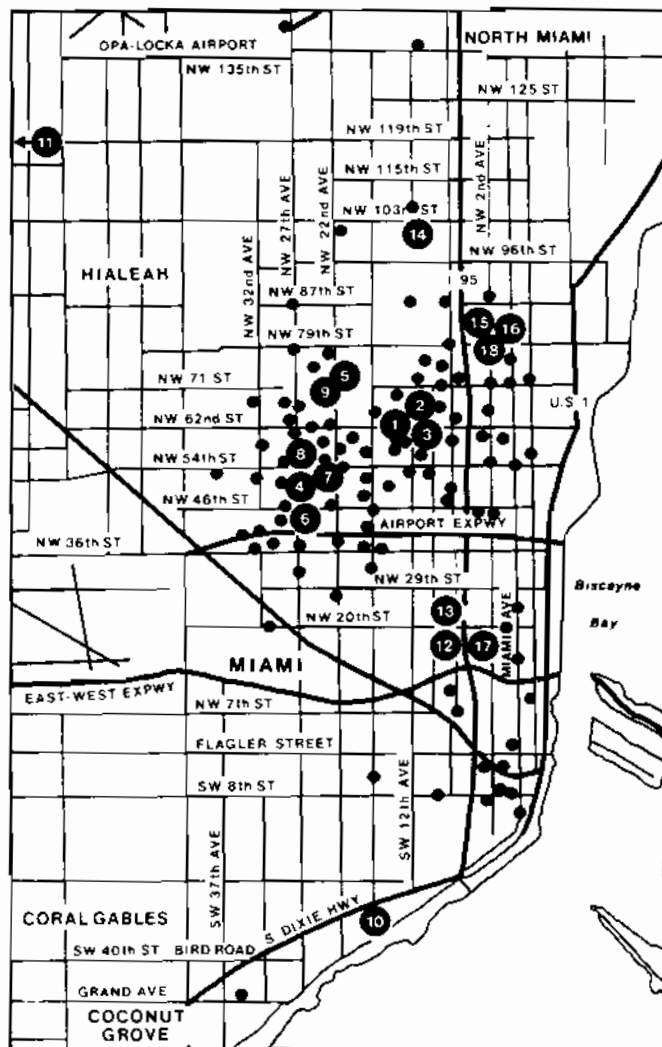 OPA-LOCKA AIRPORT
NORTH MIAMI
NW 135th ST
NW 125 ST
NW 119th ST
11
NW 115th ST
NW 27th AVE
NW 22nd AVE
NW 2nd AVE
NW 103rd ST
14
NW 32nd AVE
NW 96th ST
HIALEAH
I 95
NW 87th ST
15
16
NW 79th ST
18
5
NW 71 ST
9
2
U.S. 1
NW 62nd ST
1
3
8
NW 54th ST
7
4
NW 46th ST
6
AIRPORT EXPWY
NW 36th ST
NW 29th ST
Biscayne
Bay
13
NW 20th ST
12
17
MIAMI AVE
MIAMI
EAST-WEST EXPWY
NW 7th ST
FLAGLER STREET
SW 8th ST
SW 12th AVE
SW 37th AVE
CORAL GABLES
S DIXIE HWY
10
SW 40th ST BIRD ROAD
GRAND AVE
COCONUT
GROVE